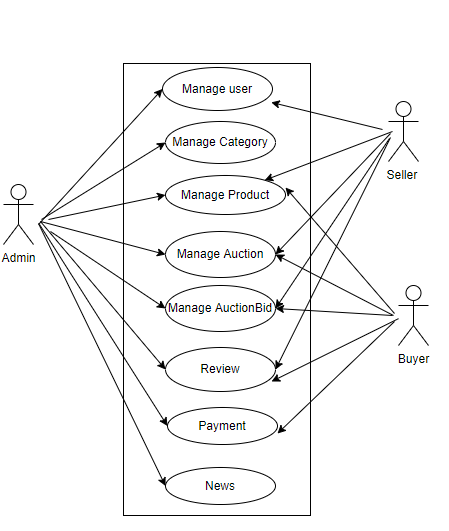 Manage user
Manage Category
Seller
Manage Product
Admin
Manage Auction
Manage AuctionBid
Buyer
Review
Payment
News